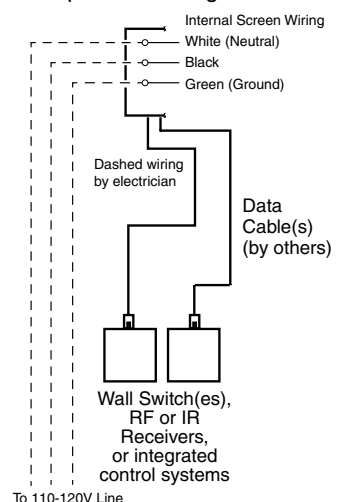 Internal Screen Wiring
White (Neutral)
Black
Green (Ground)
Dashed wiring
by electrician
Data
Cable(s)
(by others)
Wall Switch(es),
RF or IR
Receivers,
or integrated
control systems
To 110-120V Line